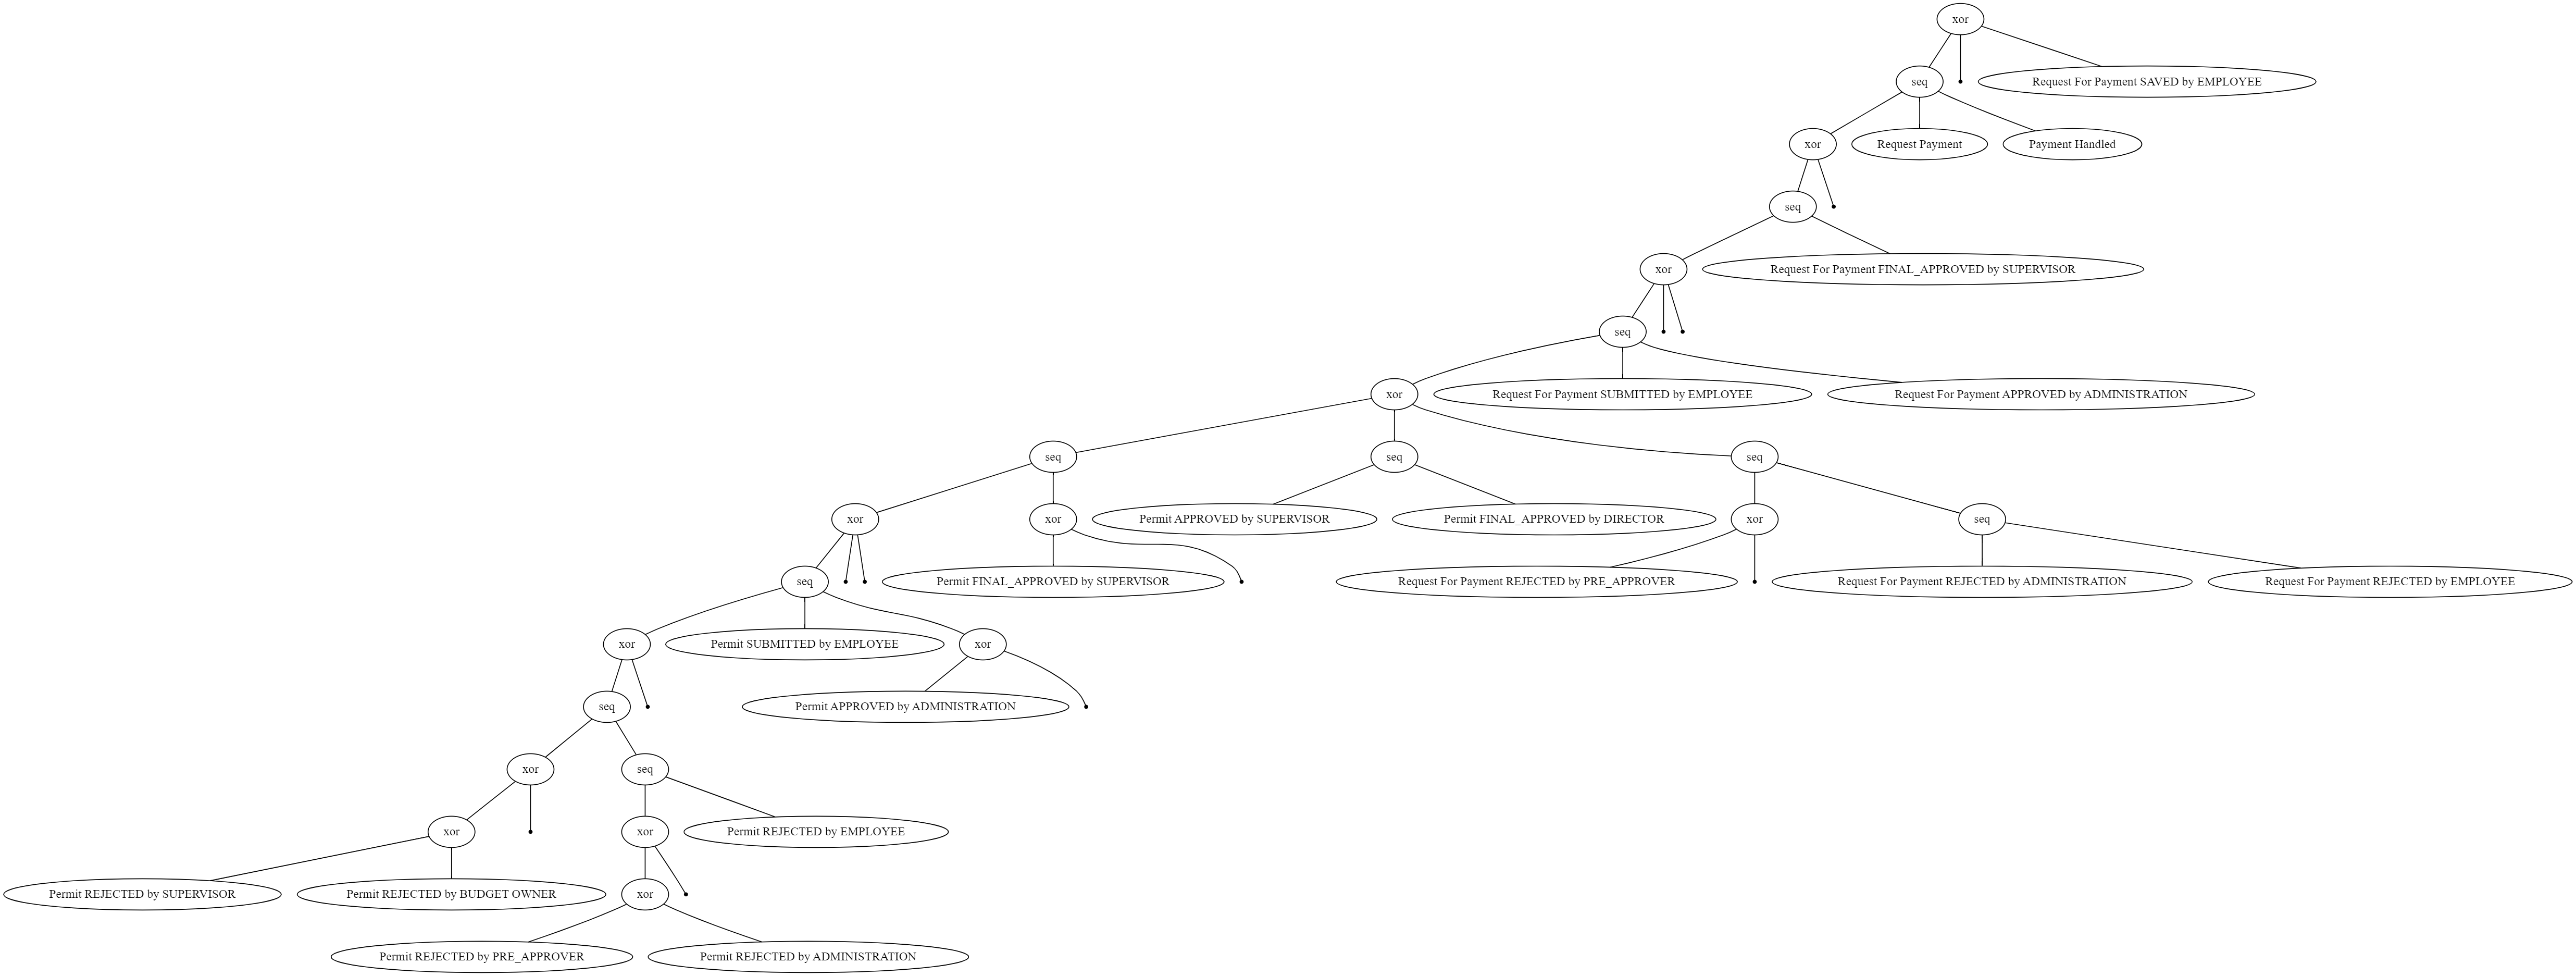 xor
seq
Request For Payment SAVED by EMPLOYEE
xor
Request Payment
Payment Handled
seq
xor
Request For Payment FINAL_APPROVED by SUPERVISOR
seq
xor
Request For Payment SUBMITTED by EMPLOYEE
Request For Payment APPROVED by ADMINISTRATION
seq
seq
seq
xor
xor
Permit APPROVED by SUPERVISOR
Permit FINAL_APPROVED by DIRECTOR
xor
seq
seq
Permit FINAL_APPROVED by SUPERVISOR
Request For Payment REJECTED by PRE_APPROVER
Request For Payment REJECTED by ADMINISTRATION
Request For Payment REJECTED by EMPLOYEE
xor
Permit SUBMITTED by EMPLOYEE
xor
seq
Permit APPROVED by ADMINISTRATION
xor
seq
xor
xor
Permit REJECTED by EMPLOYEE
Permit REJECTED by SUPERVISOR
Permit REJECTED by BUDGET OWNER
xor
Permit REJECTED by PRE_APPROVER
Permit REJECTED by ADMINISTRATION